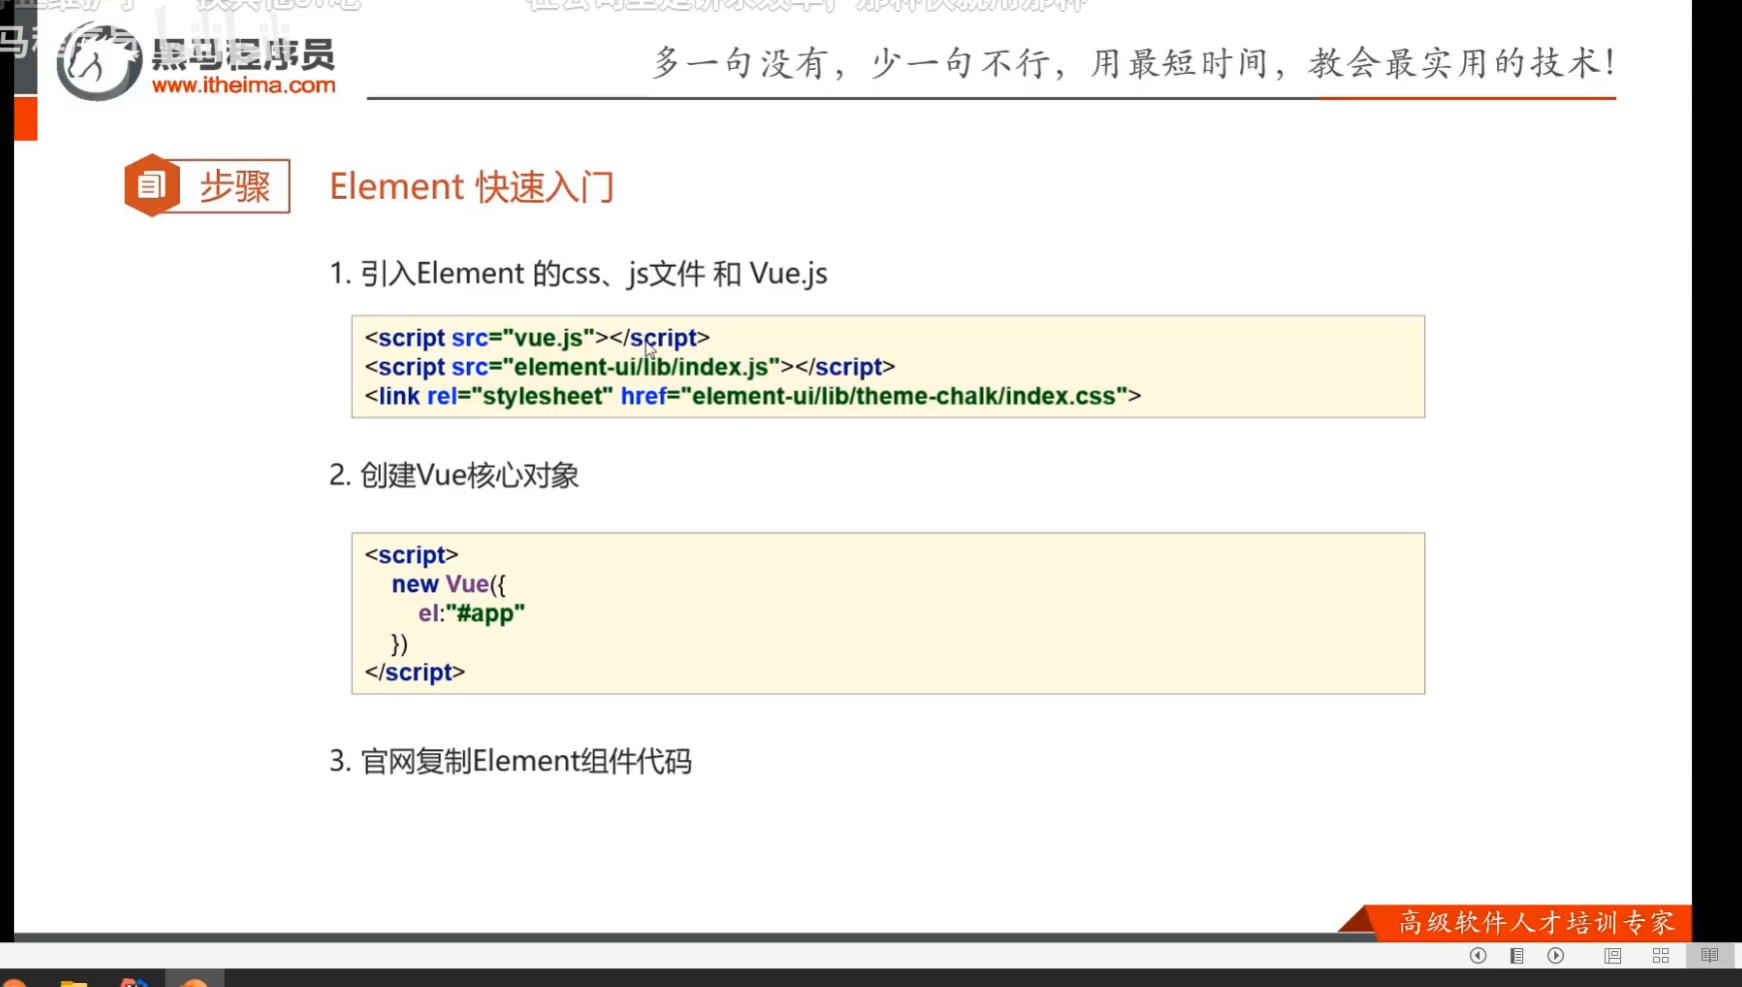 黑马程序员
www.itheima.com
多一句没有，少一句不行，用最短时间，教会最实用的技术！
步骤
Element 快速入门
1. 引入Element 的css、js文件 和 Vue.js
<script src="vue.js"></script>
<script src="element-ui/lib/index.js"></script>
<link rel="stylesheet" href="element-ui/lib/theme-chalk/index.css">
2. 创建Vue核心对象
<script>
new Vue({
el:"#app"
})
</script>
3. 官网复制Element组件代码
高级软件人才培训专家